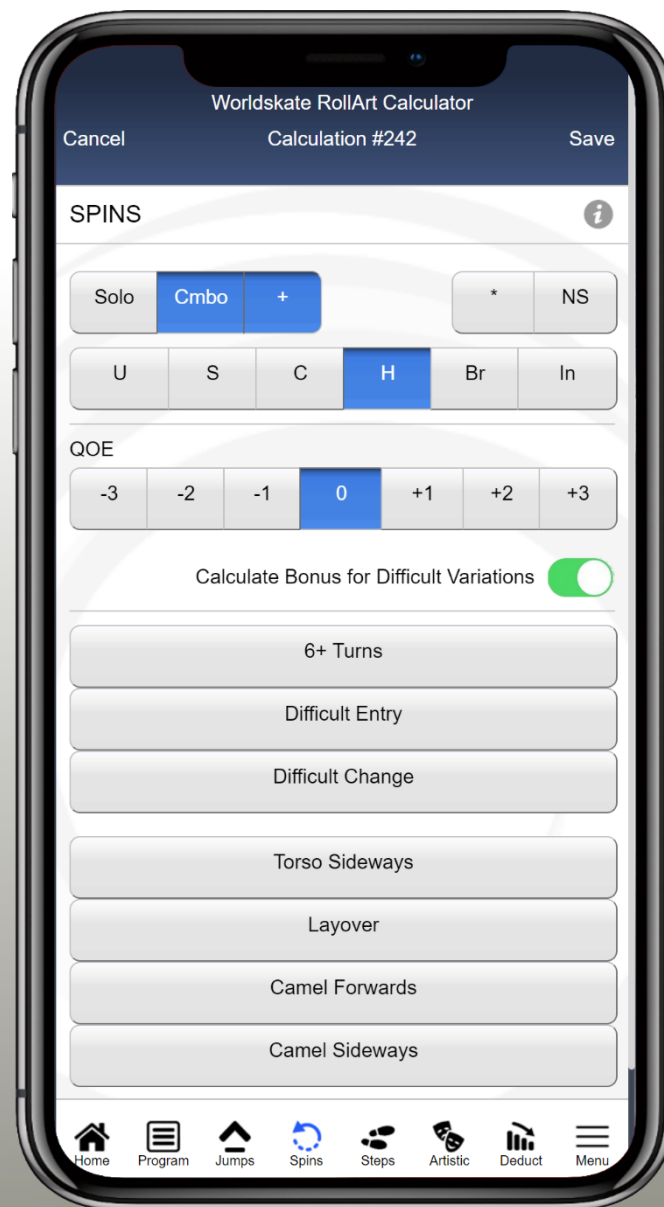 Worldskate RollArt Calculator
Cancel Calculation #242 Save
SPINS i
Solo Cmbo + * NS
U S C H Br In
QOE
-3 -2 -1 0 +1 +2 +3
Calculate Bonus for Difficult Variations
6+ Turns
Difficult Entry
Difficult Change
Torso Sideways
Layover
Camel Forwards
Camel Sideways
Home Program Jumps Spins Steps Artistic Deduct Menu